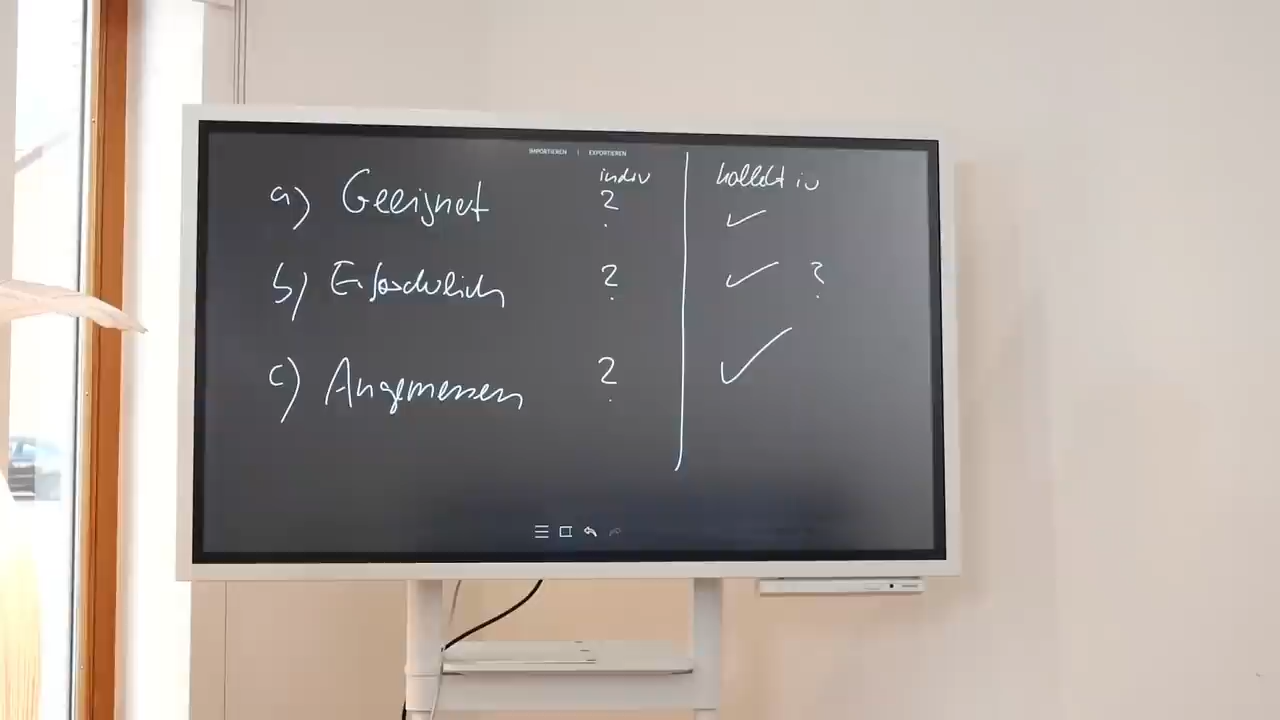 IMPORTIEREN | EXPORTIEREN
indiv kollektiv
a) Geeignet ? ✓
b) Erforderlich ? ✓ ?
c) Angemessen ? ✓